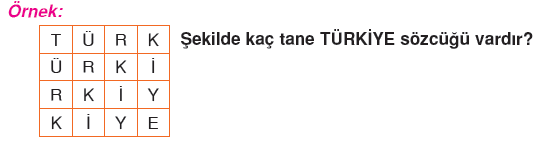 Örnek:
T Ü R K Şekilde kaç tane TÜRKİYE sözcüğü vardır?
Ü R K İ
R K İ Y
K İ Y E